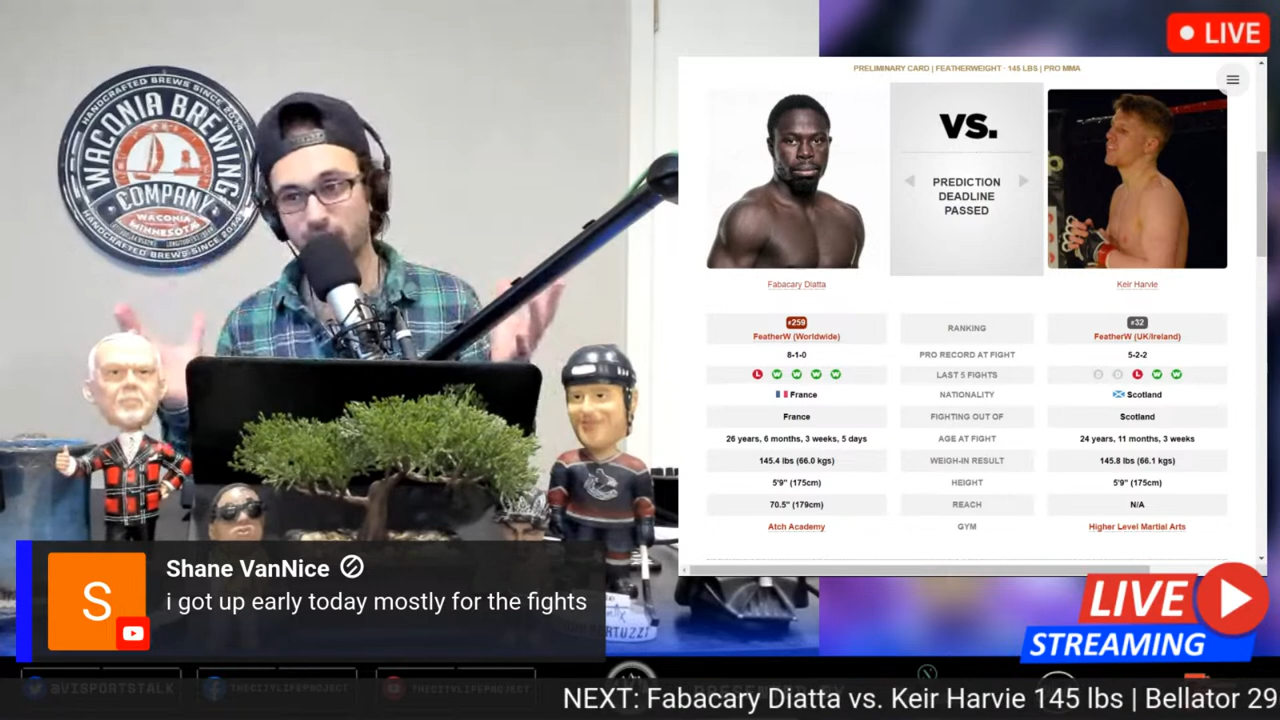 LIVE
HANDCRAFTED BREWS SINCE
WACONIA BREWING
COMPANY
WACONIA
MINNESOTA
HANDCRAFTED BREWS SINCE
PRELIMINARY CARD | FEATHERWEIGHT · 145 LBS | PRO MMA
VS.
PREDICTION
DEADLINE
PASSED
Fabacary Diatta
Keir Harvie
#259 RANKING #32
FeatherW (Worldwide) FeatherW (UK/Ireland)
8-1-0 PRO RECORD AT FIGHT 5-2-2
L W W W W LAST 5 FIGHTS D D L W W
France NATIONALITY Scotland
France FIGHTING OUT OF Scotland
26 years, 6 months, 3 weeks, 5 days AGE AT FIGHT 24 years, 11 months, 3 weeks
145.4 lbs (66.0 kgs) WEIGH-IN RESULT 145.8 lbs (66.1 kgs)
5'9" (175cm) HEIGHT 5'9" (175cm)
70.5" (179cm) REACH N/A
Atch Academy GYM Higher Level Martial Arts
S
Shane VanNice
i got up early today mostly for the fights
BERTUZZI
LIVE
STREAMING
@VISPORTSTALK
THECITYLIFEPROJECT
THECITYLIFEPROJECT
NEXT: Fabacary Diatta vs. Keir Harvie 145 lbs | Bellator 29